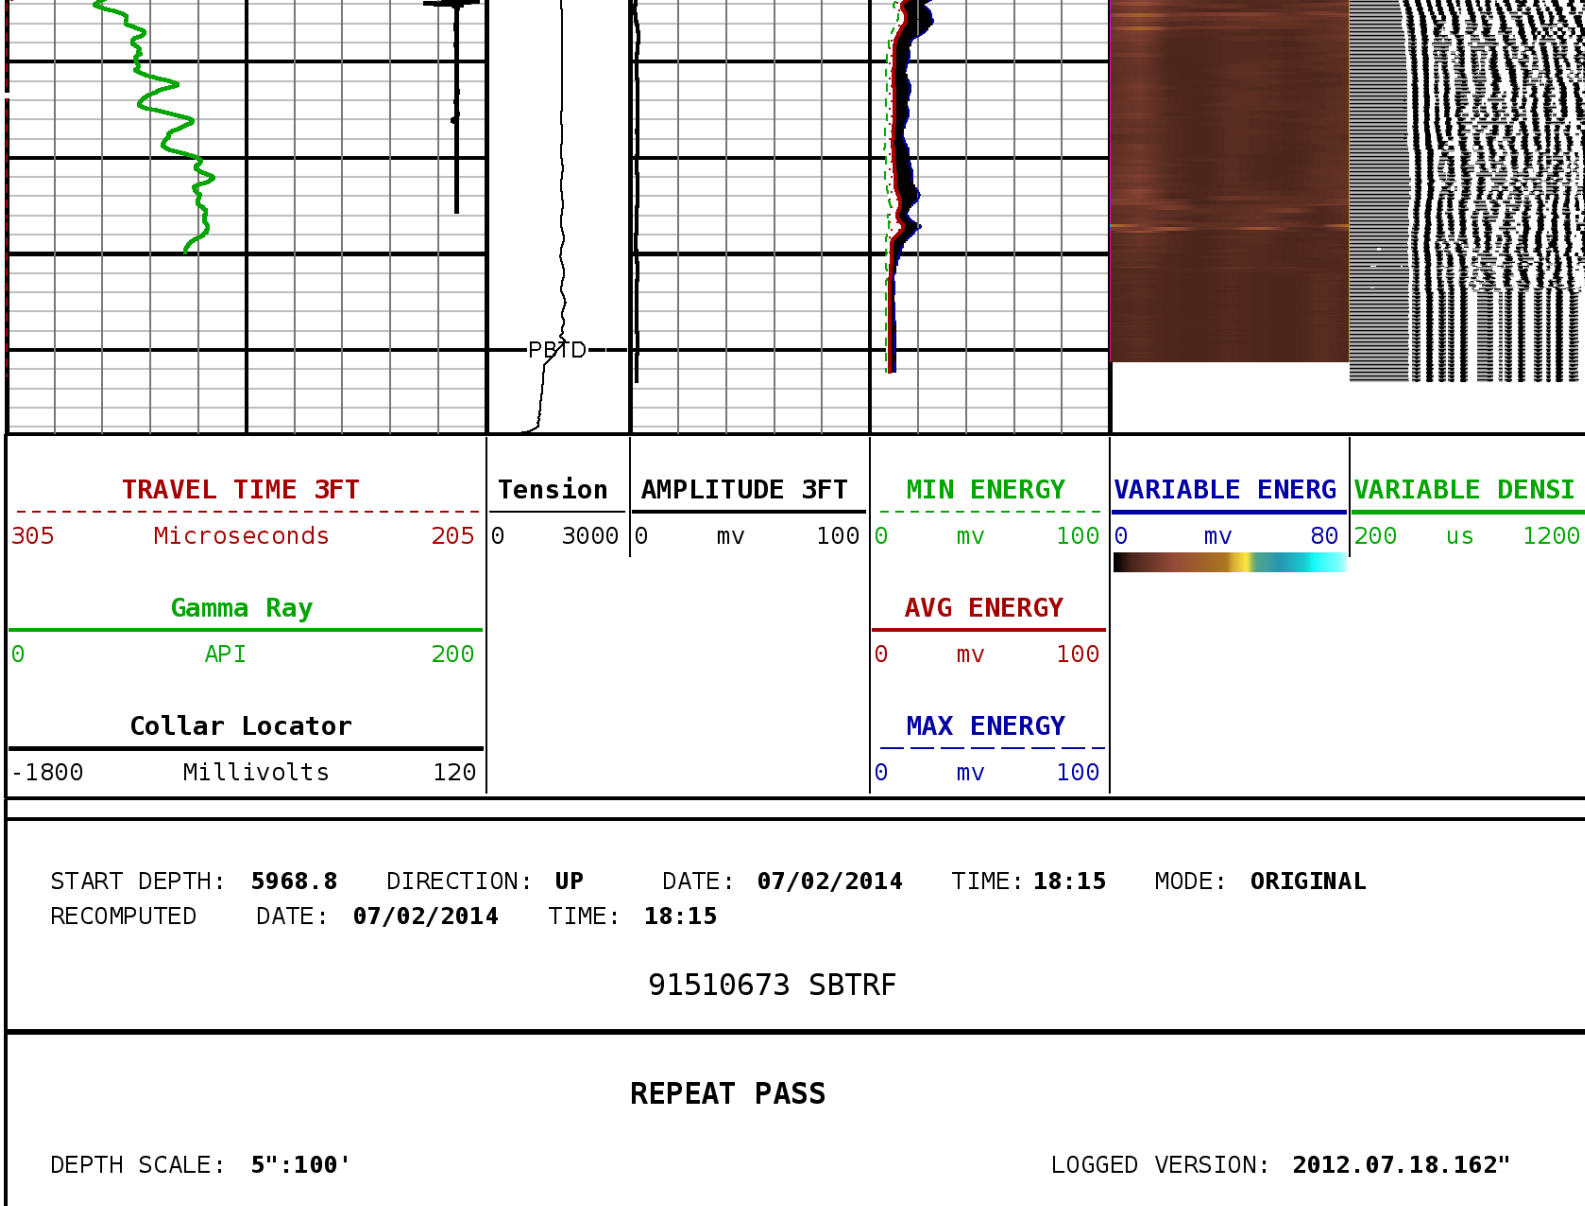 PBTD
TRAVEL TIME 3FT
305 Microseconds 205
Gamma Ray
0 API 200
Collar Locator
-1800 Millivolts 120
Tension
0 3000
AMPLITUDE 3FT
0 mv 100
MIN ENERGY
0 mv 100
AVG ENERGY
0 mv 100
MAX ENERGY
0 mv 100
VARIABLE ENERG
0 mv 80
VARIABLE DENSI
200 us 1200
START DEPTH: 5968.8 DIRECTION: UP DATE: 07/02/2014 TIME: 18:15 MODE: ORIGINAL
RECOMPUTED DATE: 07/02/2014 TIME: 18:15
91510673 SBTRF
REPEAT PASS
DEPTH SCALE: 5":100' LOGGED VERSION: 2012.07.18.162"